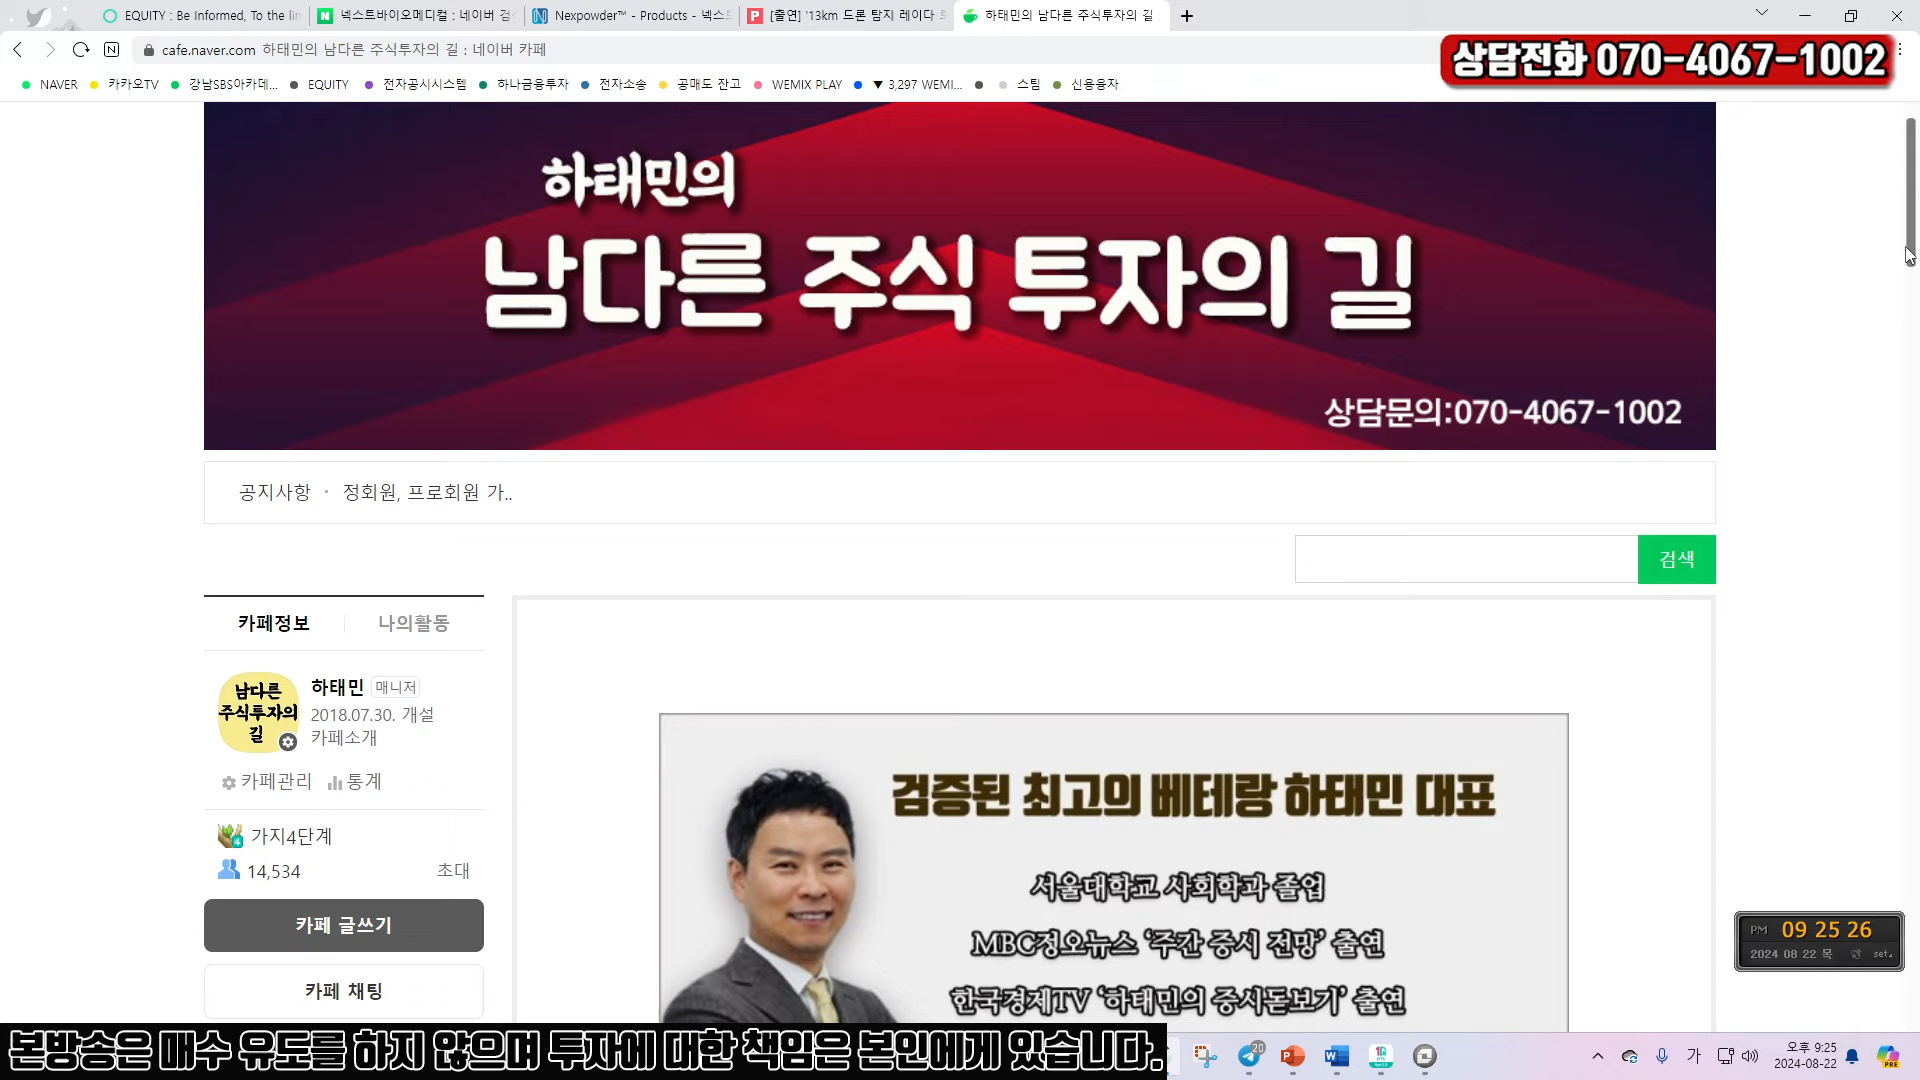 EQUITY : Be Informed, To the lin
넥스트바이오메디컬 : 네이버 검색
Nexpowder™ - Products - 넥스트
[출연] '13km 드론 탐지 레이다
하태민의 남다른 주식투자의 길
cafe.naver.com 하태민의 남다른 주식투자의 길 : 네이버 카페
상담전화 070-4067-1002
NAVER
카카오TV
강남SBS아카데...
EQUITY
전자공시시스템
하나금융투자
전자소송
공매도 잔고
WEMIX PLAY
▼ 3,297 WEMI...
스팀
신용융자
하태민의
남다른 주식 투자의 길
상담문의:070-4067-1002
공지사항 · 정회원, 프로회원 가..
검색
카페정보
나의활동
남다른
주식투자의
길
하태민 매니저
2018.07.30. 개설
카페소개
카페관리
통계
가지4단계
14,534
초대
카페 글쓰기
카페 채팅
검증된 최고의 베테랑 하태민 대표
서울대학교 사회학과 졸업
MBC정오뉴스 '주간 증시 전망' 출연
한국경제TV '하태민의 증시돋보기' 출연
PM 09 25 26
2024 08 22 목 set
본방송은 매수 유도를 하지 않으며 투자에 대한 책임은 본인에게 있습니다.
20
가
오후 9:25
2024-08-22
PRE